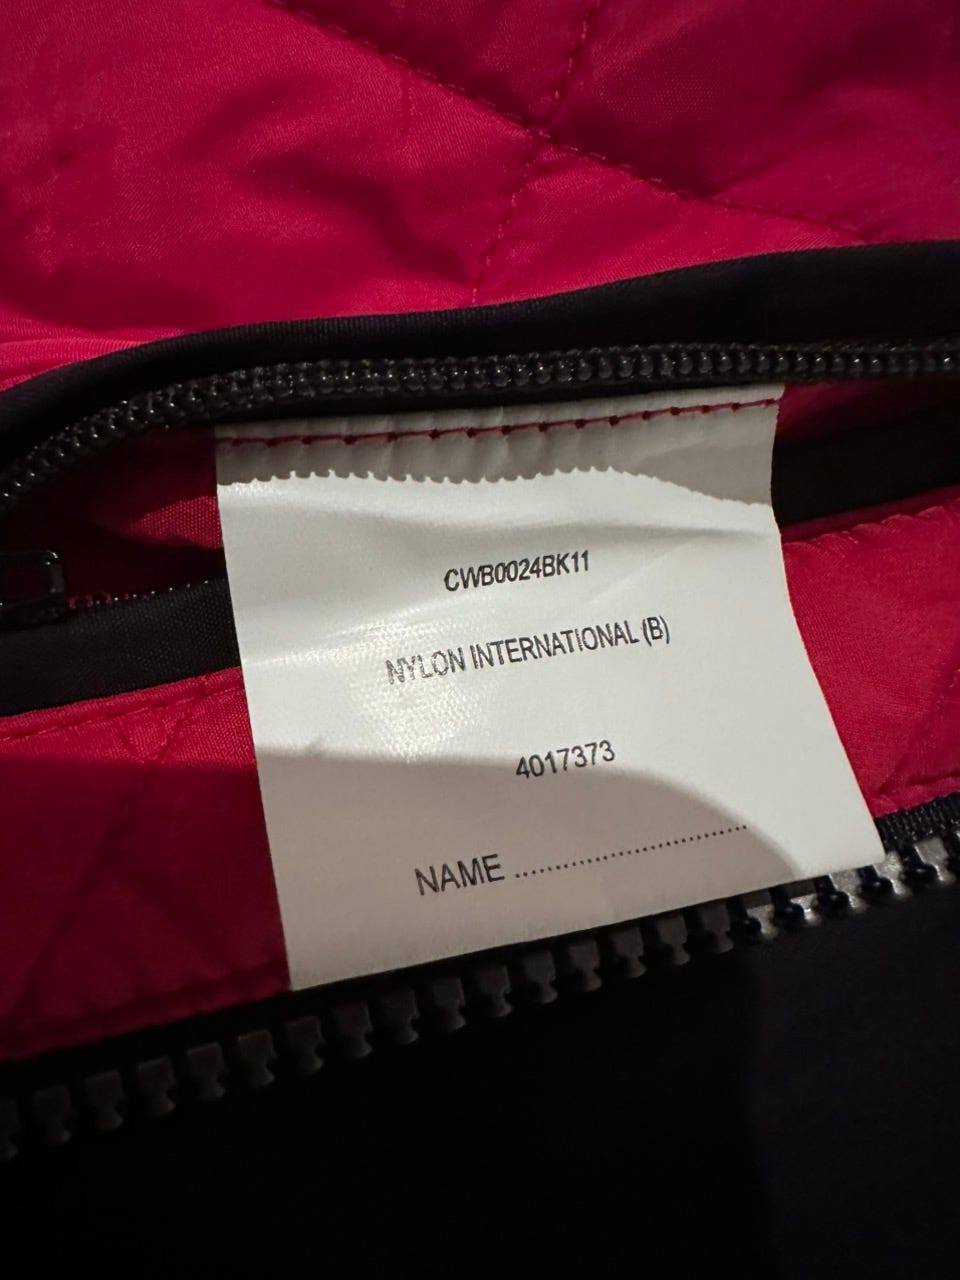 CWB0024BK11
NYLON INTERNATIONAL (B)
4017373
NAME ..............................